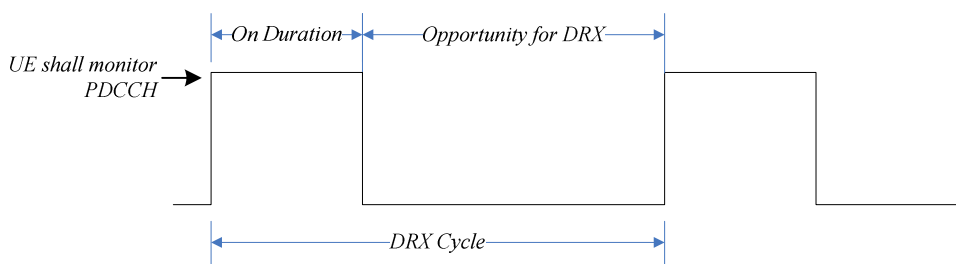 On Duration
Opportunity for DRX
UE shall monitor
PDCCH
DRX Cycle